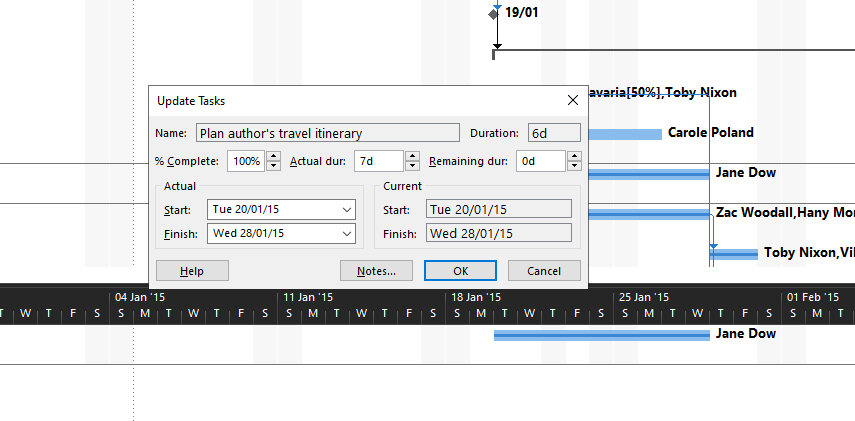 19/01
avaria[50%],Toby Nixon
Update Tasks
Name: Plan author's travel itinerary Duration: 6d
Carole Poland
% Complete: 100% Actual dur: 7d Remaining dur: 0d
Jane Dow
Actual Current
Start: Tue 20/01/15 Start: Tue 20/01/15
Zac Woodall,Hany Mor
Finish: Wed 28/01/15 Finish: Wed 28/01/15
Toby Nixon,Vil
Help Notes... OK Cancel
04 Jan '15 11 Jan '15 18 Jan '15 25 Jan '15 01 Feb '15
T W T F S S M T W T F S S M T W T F S S M T W T F S S M T W T F S S M T
Jane Dow